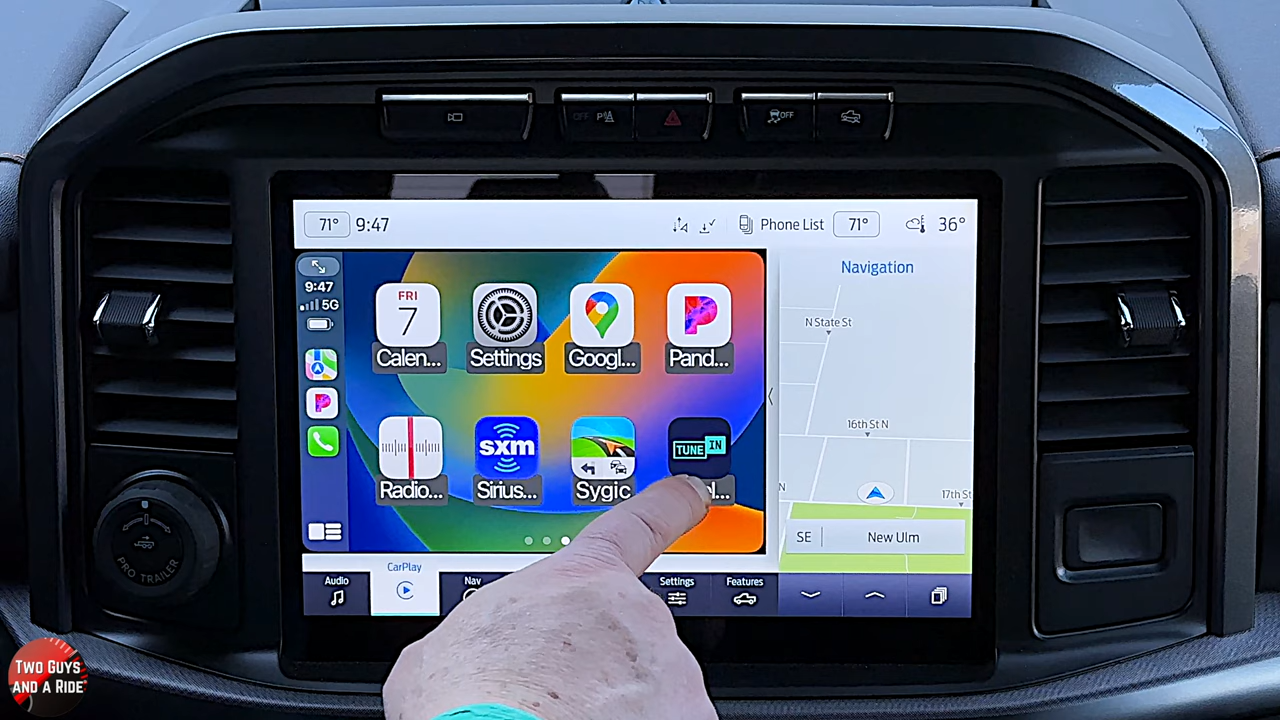 OFF
P
OFF
71° 9:47
Phone List 71° 36°
9:47
5G
FRI
7
Calen...
Settings
Googl...
P
Pand...
P
Radio...
sxm
Sirius...
Sygic
TUNE IN
l...
Audio
CarPlay
Nav
Settings
Features
Navigation
N State St
16th St N
N
17th St
SE New Ulm
PRO TRAILER
TWO GUYS
AND A RIDE